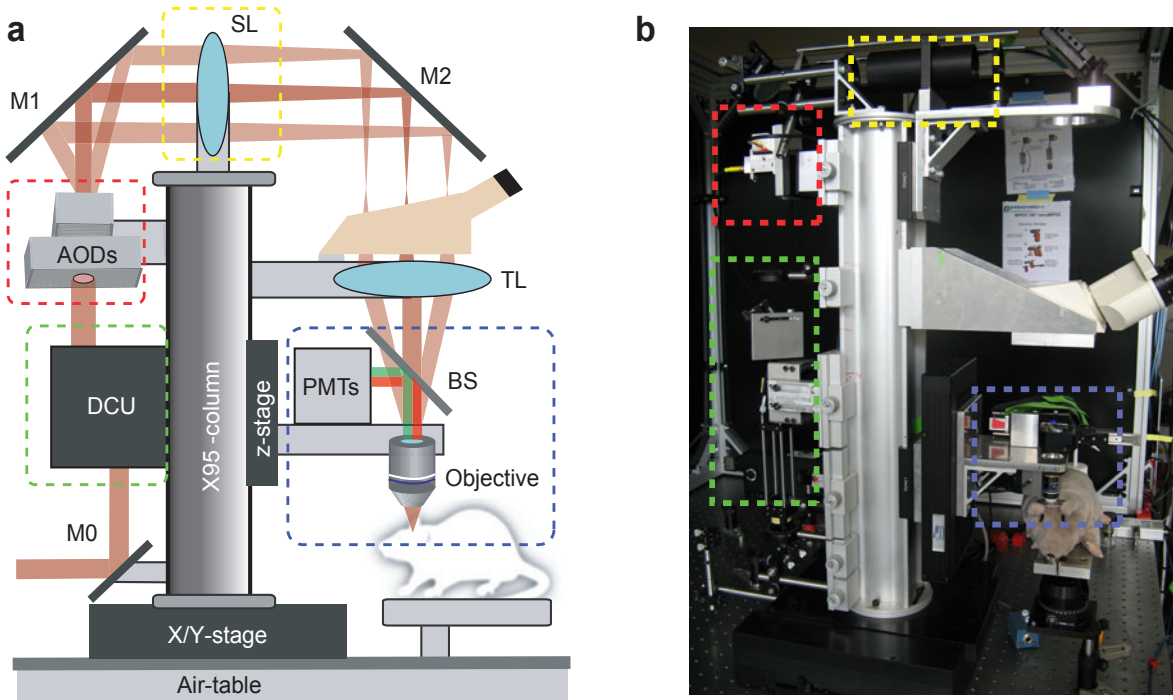 a
SL
M1
M2
AODs
TL
DCU
X95 -column
z-stage
PMTs
BS
Objective
M0
X/Y-stage
Air-table
b